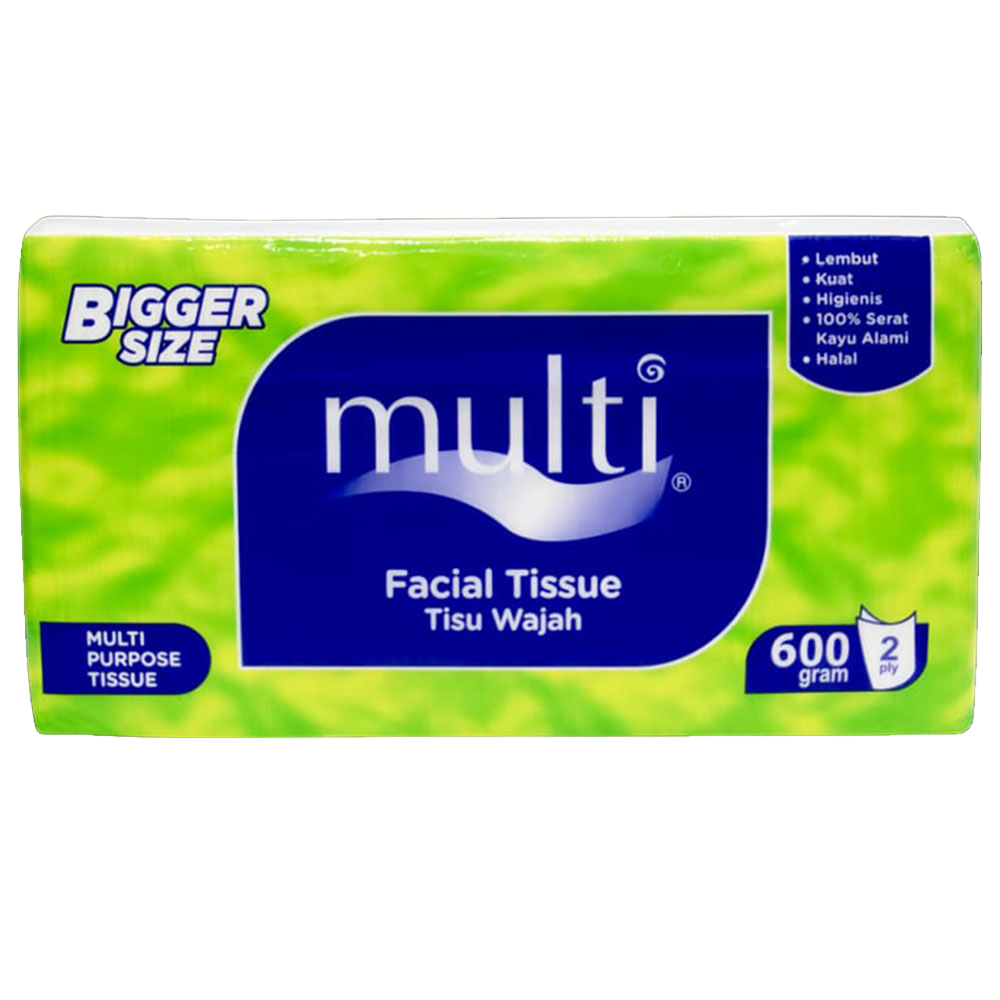 BIGGER
SIZE
• Lembut
• Kuat
• Higienis
• 100% Serat
Kayu Alami
• Halal
multi ®
Facial Tissue
Tisu Wajah
MULTI
PURPOSE
TISSUE
600
gram
2
ply